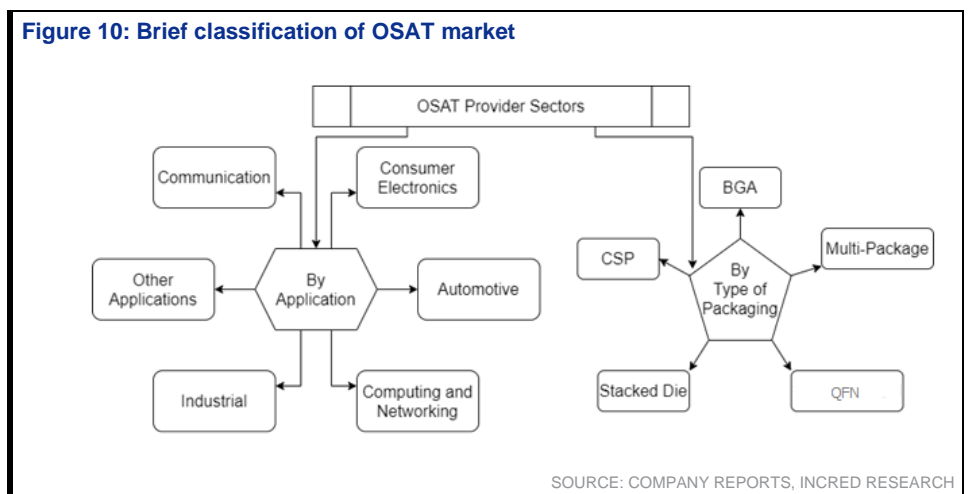 Figure 10: Brief classification of OSAT market
OSAT Provider Sectors
Communication
Consumer
Electronics
By
Application
Other
Applications
Automotive
Industrial
Computing and
Networking
BGA
CSP
Multi-Package
By
Type of
Packaging
Stacked Die
QFN
SOURCE: COMPANY REPORTS, INCRED RESEARCH